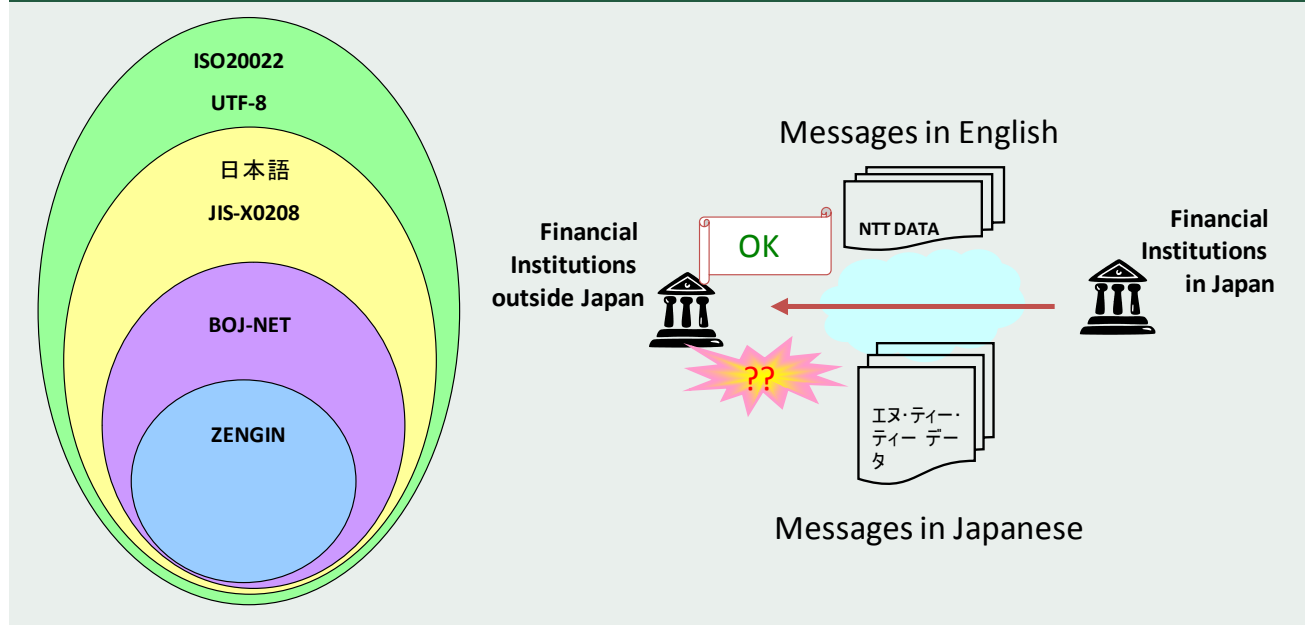 ISO20022
UTF-8
日本語
JIS-X0208
BOJ-NET
ZENGIN
Messages in English
NTT DATA
OK
Financial
Institutions
outside Japan
Financial
Institutions
in Japan
??
エヌ･ティー･
ティー デー
タ
Messages in Japanese